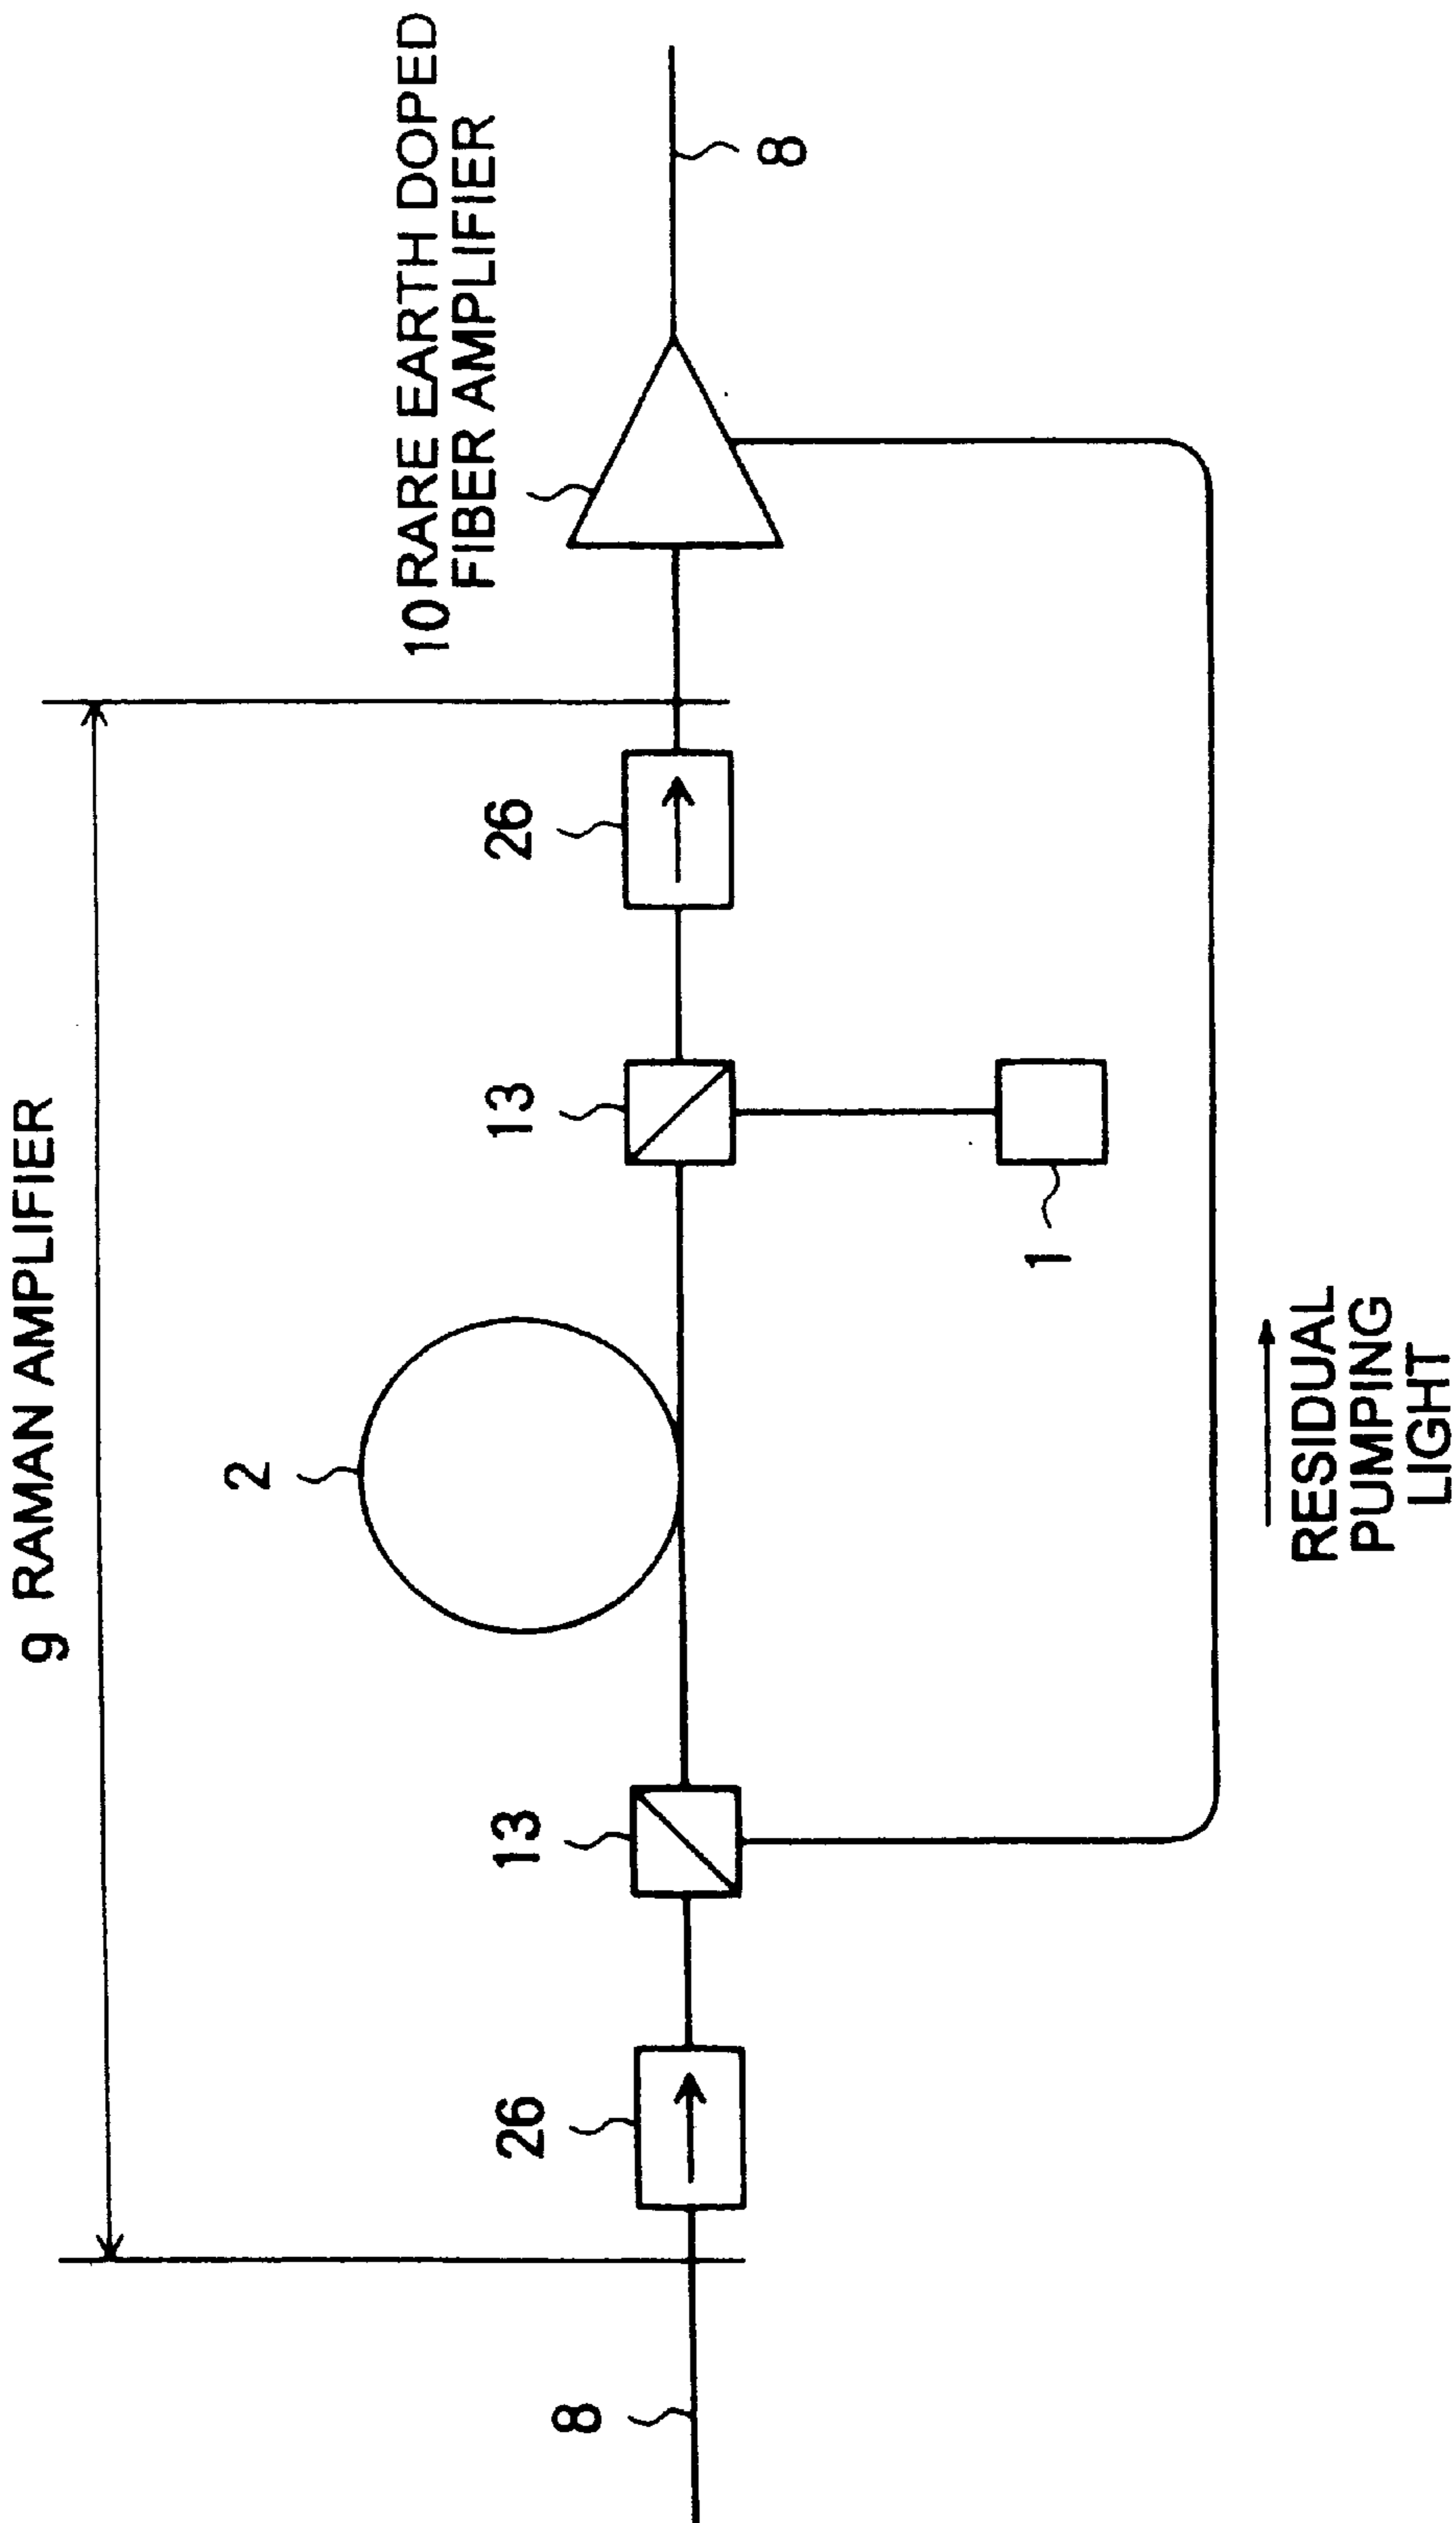 9 RAMAN AMPLIFIER
10 RARE EARTH DOPED
FIBER AMPLIFIER
2
26
13
13
26
8
8
1
RESIDUAL
PUMPING
LIGHT